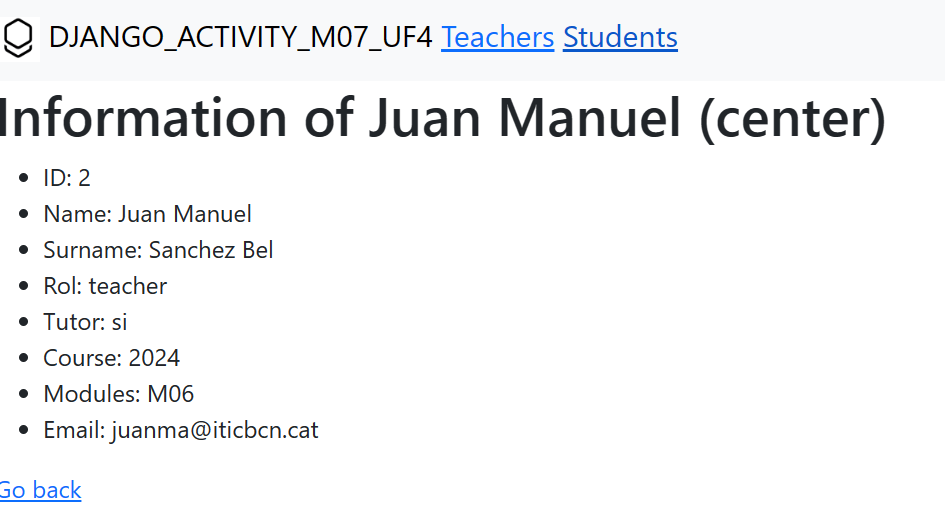 DJANGO_ACTIVITY_M07_UF4 Teachers Students
Information of Juan Manuel (center)
ID: 2
Name: Juan Manuel
Surname: Sanchez Bel
Rol: teacher
Tutor: si
Course: 2024
Modules: M06
Email: juanma@iticbcn.cat
Go back